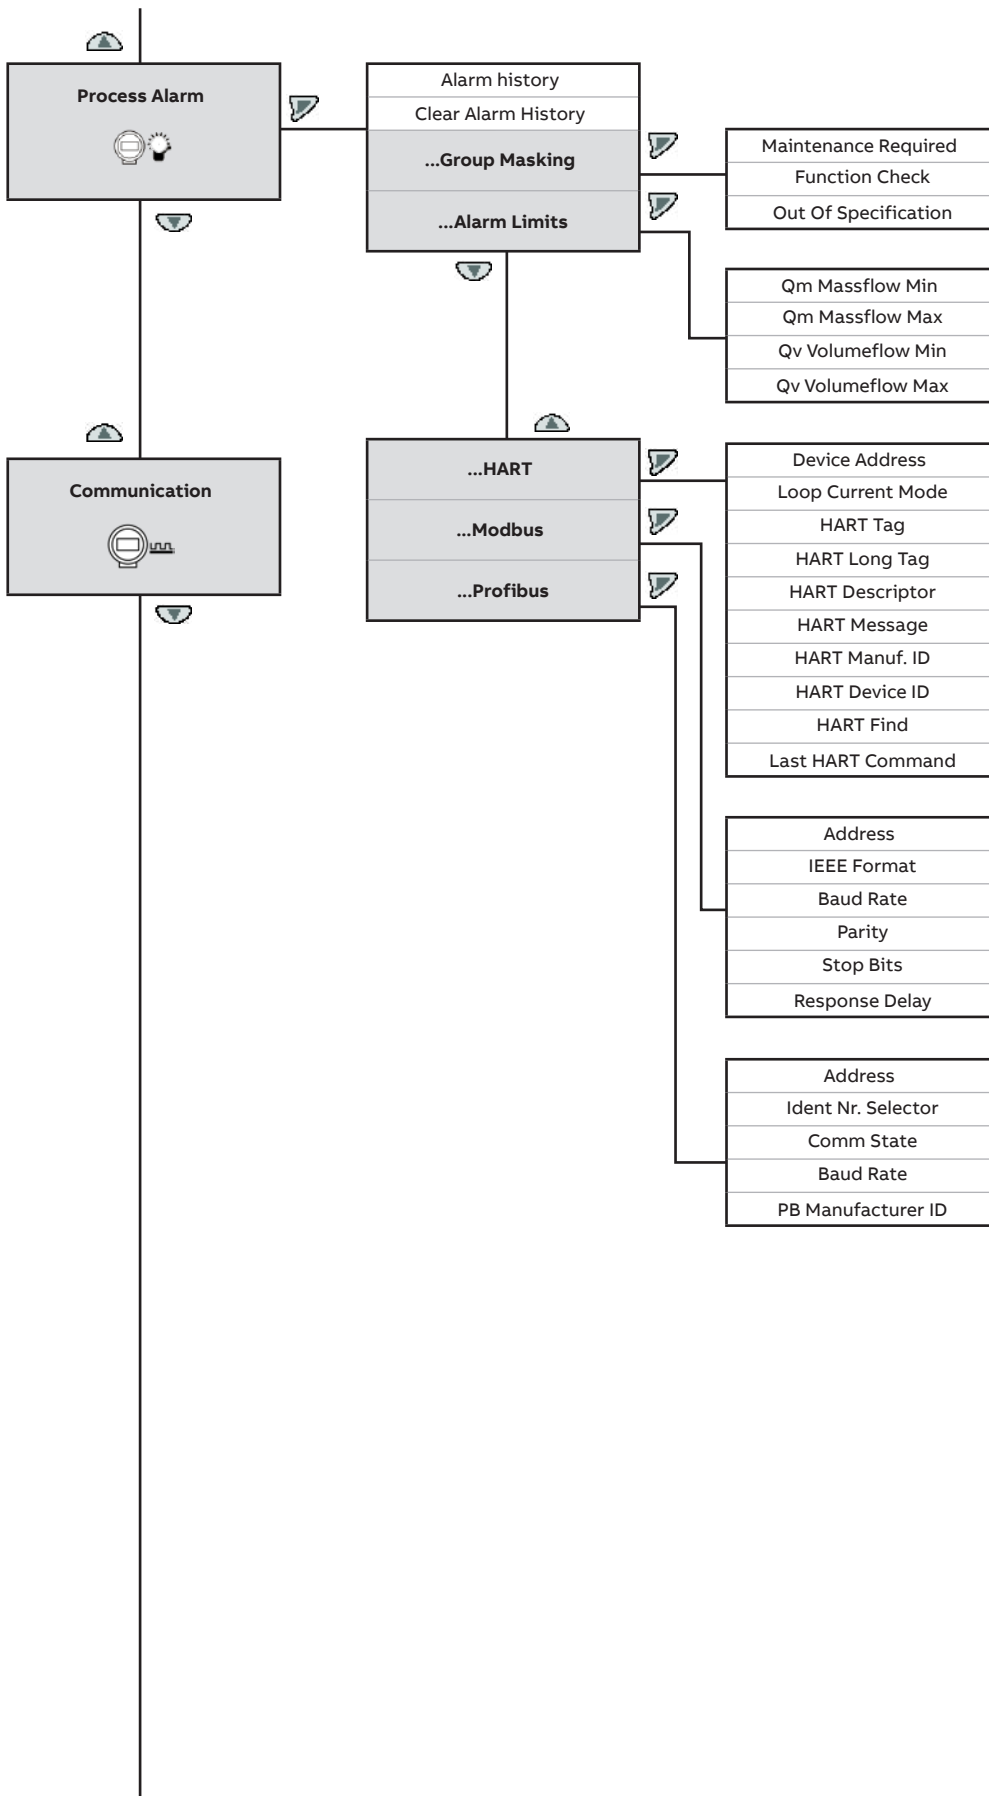 Process Alarm
Alarm history
Clear Alarm History
...Group Masking
...Alarm Limits
Maintenance Required
Function Check
Out Of Specification
Qm Massflow Min
Qm Massflow Max
Qv Volumeflow Min
Qv Volumeflow Max
Communication
...HART
...Modbus
...Profibus
Device Address
Loop Current Mode
HART Tag
HART Long Tag
HART Descriptor
HART Message
HART Manuf. ID
HART Device ID
HART Find
Last HART Command
Address
IEEE Format
Baud Rate
Parity
Stop Bits
Response Delay
Address
Ident Nr. Selector
Comm State
Baud Rate
PB Manufacturer ID